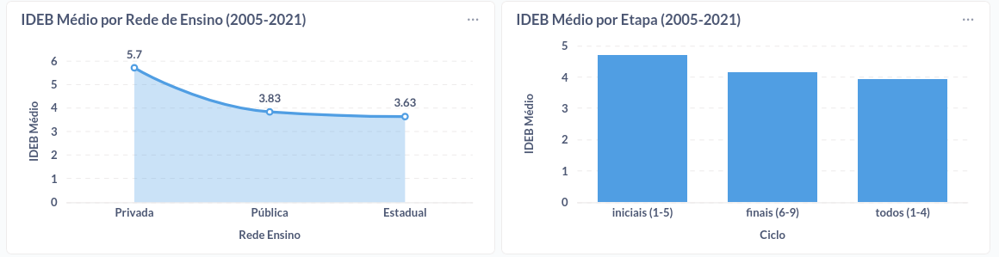 IDEB Médio por Rede de Ensino (2005-2021)
...
5.7
3.83
3.63
6
5
4
3
2
1
0
IDEB Médio
Privada
Pública
Estadual
Rede Ensino
IDEB Médio por Etapa (2005-2021)
...
5
4
3
2
1
0
IDEB Médio
iniciais (1-5)
finais (6-9)
todos (1-4)
Ciclo